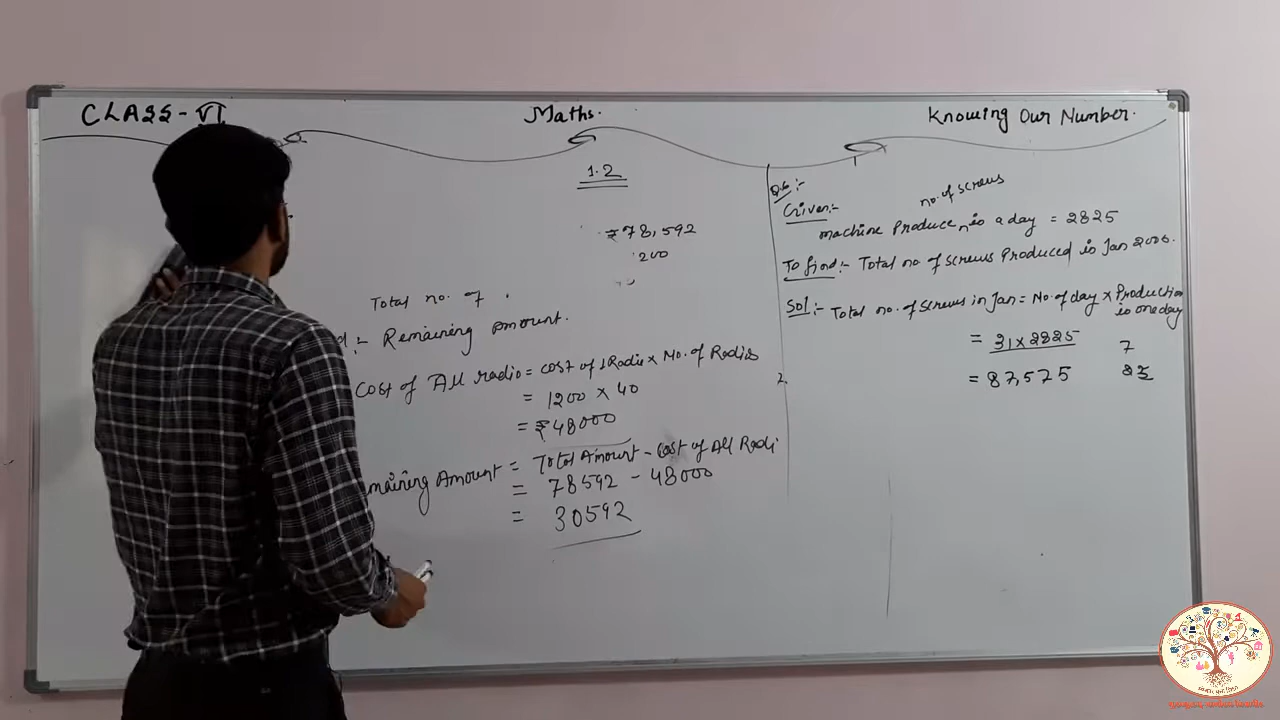 CLASS-VI
Maths.
Knowing Our Number.
1.2
₹78,592
200
Total no. of
d:- Remaining amount.
Cost of All radio = Cost of 1 Radio x No. of Radio
= 1200 x 40
= ₹48000
maining Amount = Total Amount - Cost of All Radi
= 78592 - 48000
= 30592
Q.6:-
Given:- no. of screws
machine Produce in a day = 2825
To find:- Total no of screws Produced in Jan 2006.
Sol:- Total no. of screws in Jan = No. of day x Production
in one day
= 31 x 2825
= 87,575
7